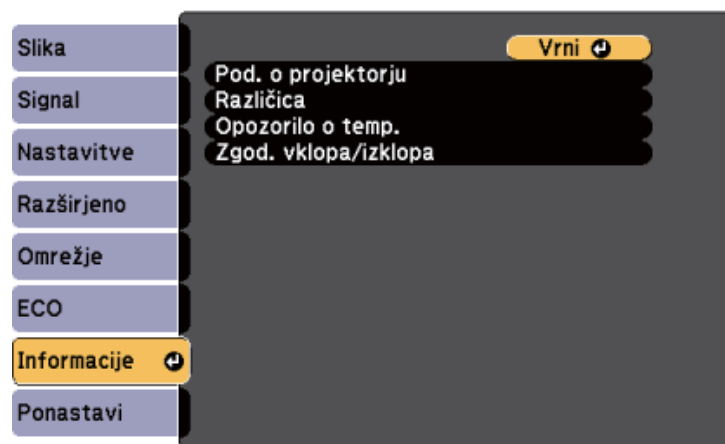 Slika
Signal
Nastavitve
Razširjeno
Omrežje
ECO
Informacije
Ponastavi
Vrni
Pod. o projektorju
Različica
Opozorilo o temp.
Zgod. vklopa/izklopa